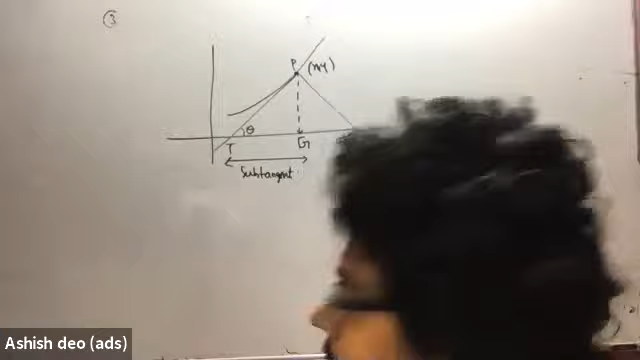 ③
P (x,y)
θ
T G
Subtangent
Ashish deo (ads)